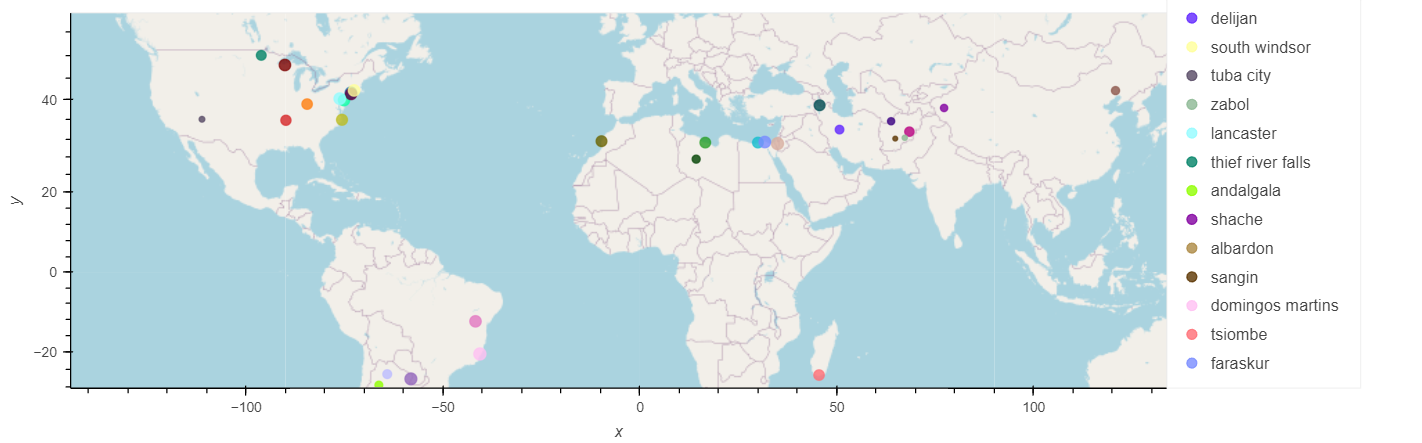 delijan
south windsor
tuba city
zabol
lancaster
thief river falls
andalgala
shache
albardon
sangin
domingos martins
tsiombe
faraskur
40
20
0
−20
y
−100
−50
0
50
100
x